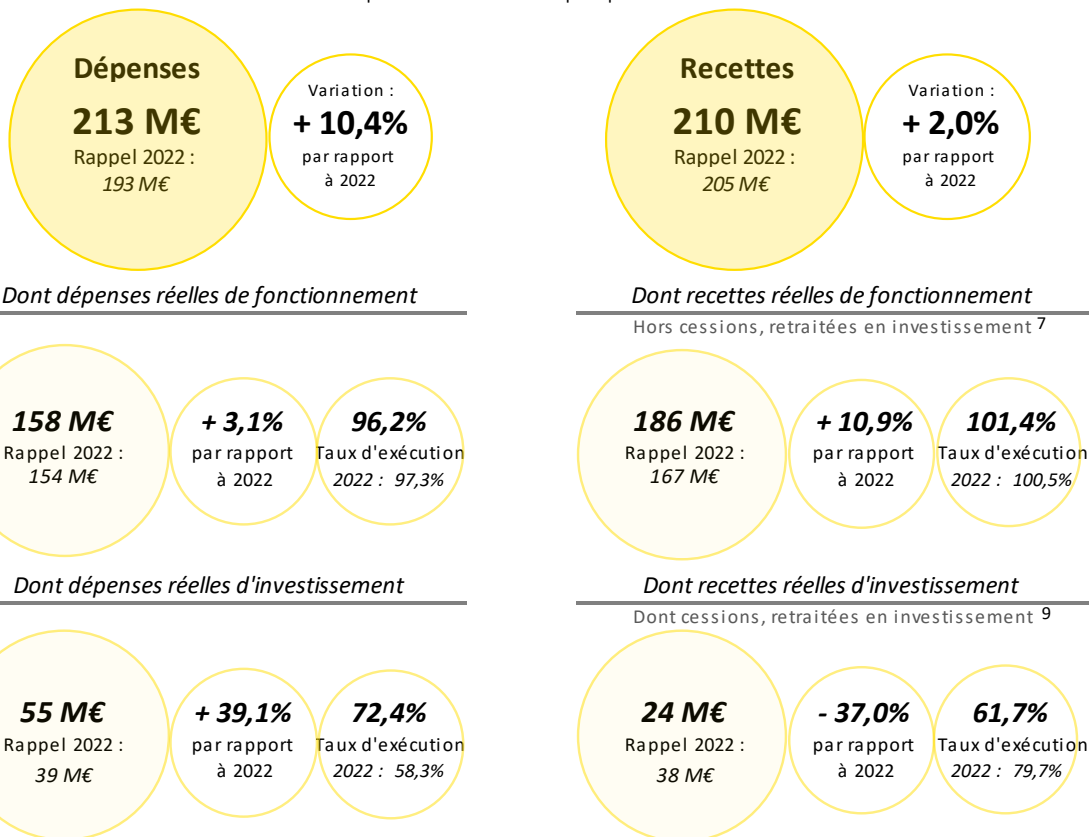 Dépenses
213 M€
Rappel 2022 :
193 M€
Variation :
+ 10,4%
par rapport
à 2022
Recettes
210 M€
Rappel 2022 :
205 M€
Variation :
+ 2,0%
par rapport
à 2022
Dont dépenses réelles de fonctionnement
158 M€
Rappel 2022 :
154 M€
+ 3,1%
par rapport
à 2022
96,2%
Taux d'exécution
2022 : 97,3%
Dont recettes réelles de fonctionnement
Hors cessions, retraitées en investissement 7
186 M€
Rappel 2022 :
167 M€
+ 10,9%
par rapport
à 2022
101,4%
Taux d'exécution
2022 : 100,5%
Dont dépenses réelles d'investissement
55 M€
Rappel 2022 :
39 M€
+ 39,1%
par rapport
à 2022
72,4%
Taux d'exécution
2022 : 58,3%
Dont recettes réelles d'investissement
Dont cessions, retraitées en investissement 9
24 M€
Rappel 2022 :
38 M€
- 37,0%
par rapport
à 2022
61,7%
Taux d'exécution
2022 : 79,7%